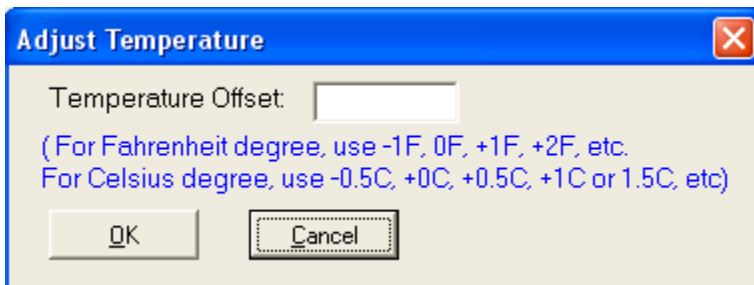 Adjust Temperature
Temperature Offset:
( For Fahrenheit degree, use -1F, 0F, +1F, +2F, etc.
For Celsius degree, use -0.5C, +0C, +0.5C, +1C or 1.5C, etc)
OK
Cancel